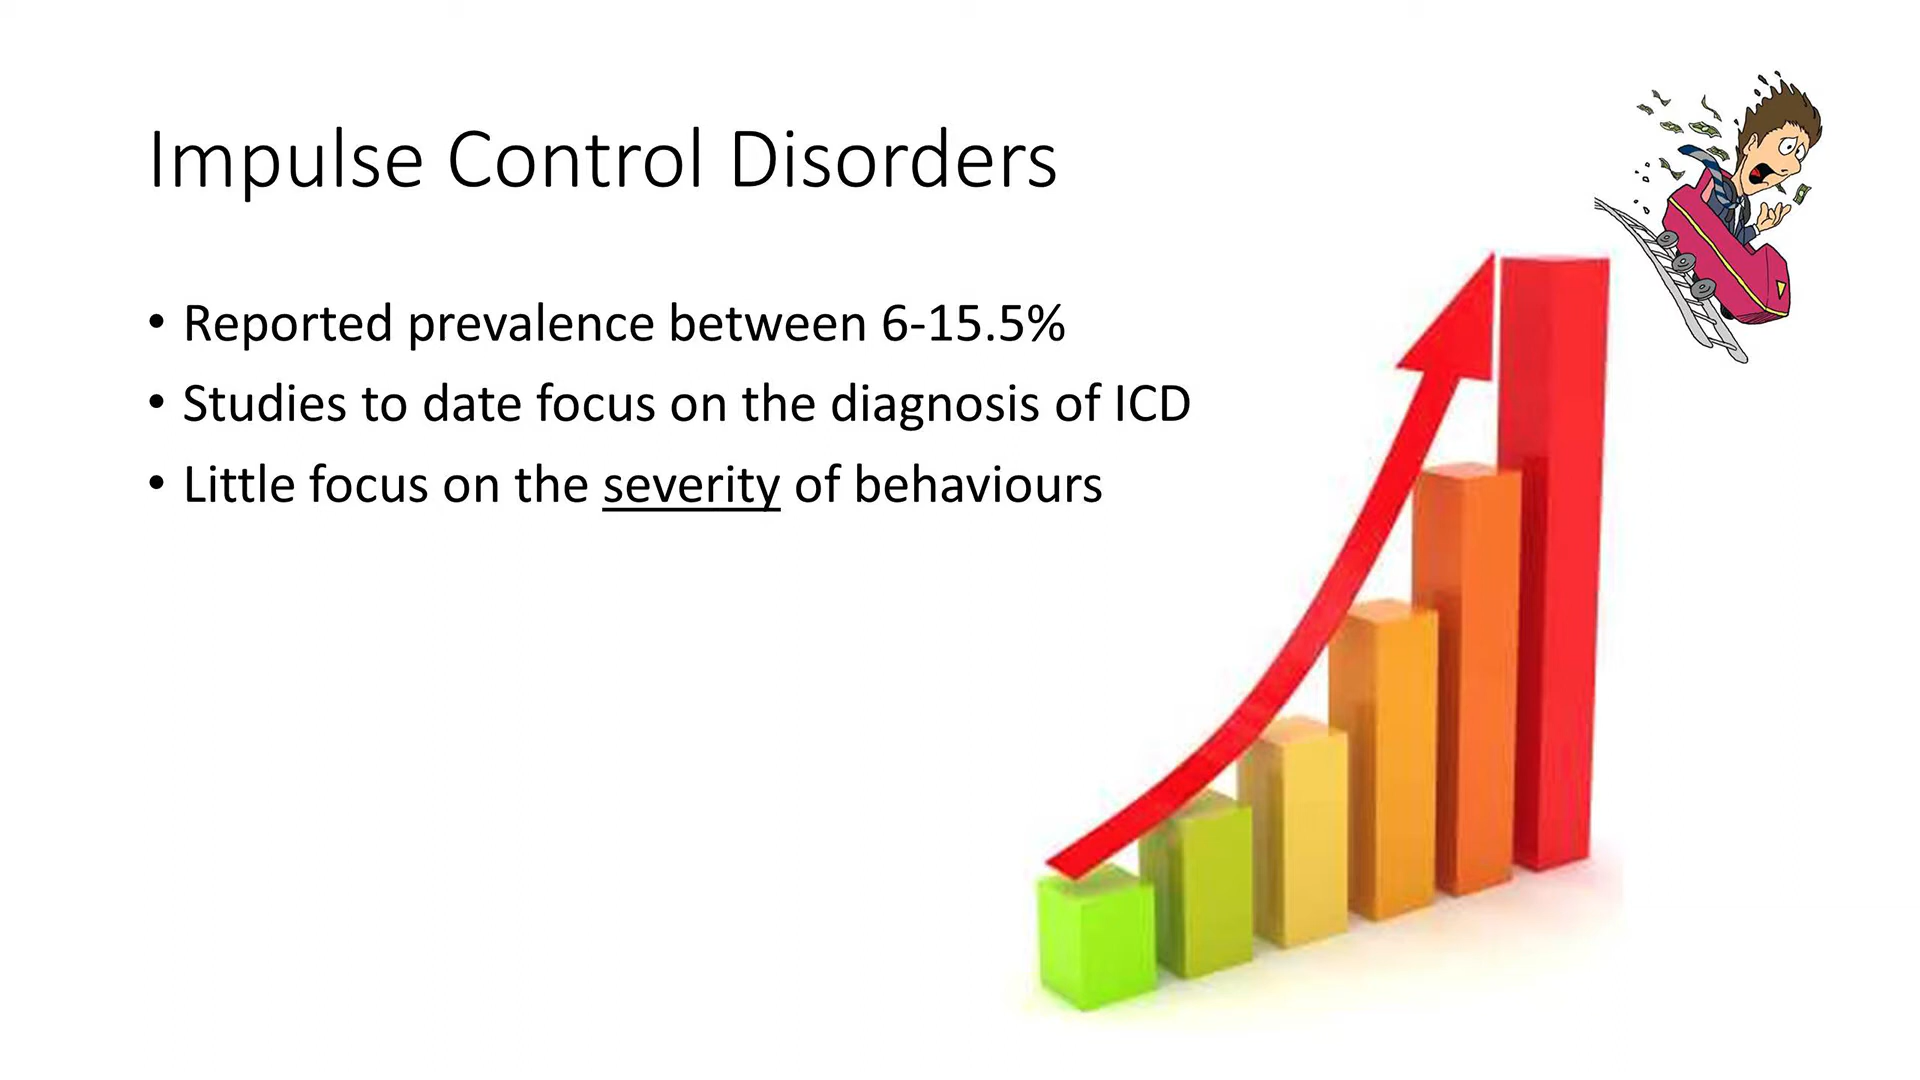 Impulse Control Disorders
• Reported prevalence between 6-15.5%
• Studies to date focus on the diagnosis of ICD
• Little focus on the severity of behaviours